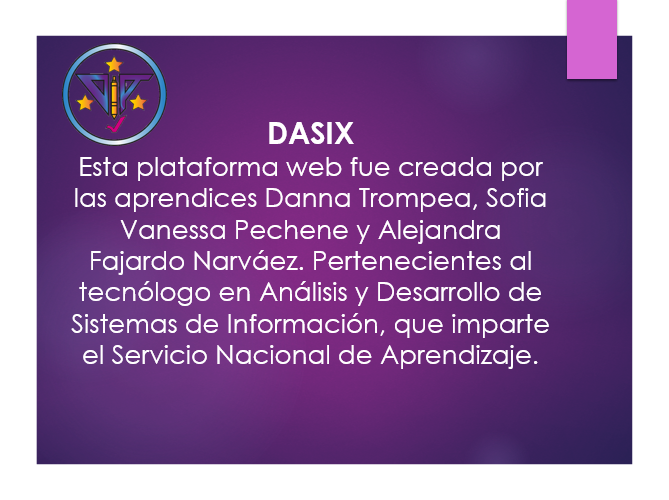 DASIX
Esta plataforma web fue creada por
las aprendices Danna Trompea, Sofia
Vanessa Pechene y Alejandra
Fajardo Narváez. Pertenecientes al
tecnólogo en Análisis y Desarrollo de
Sistemas de Información, que imparte
el Servicio Nacional de Aprendizaje.